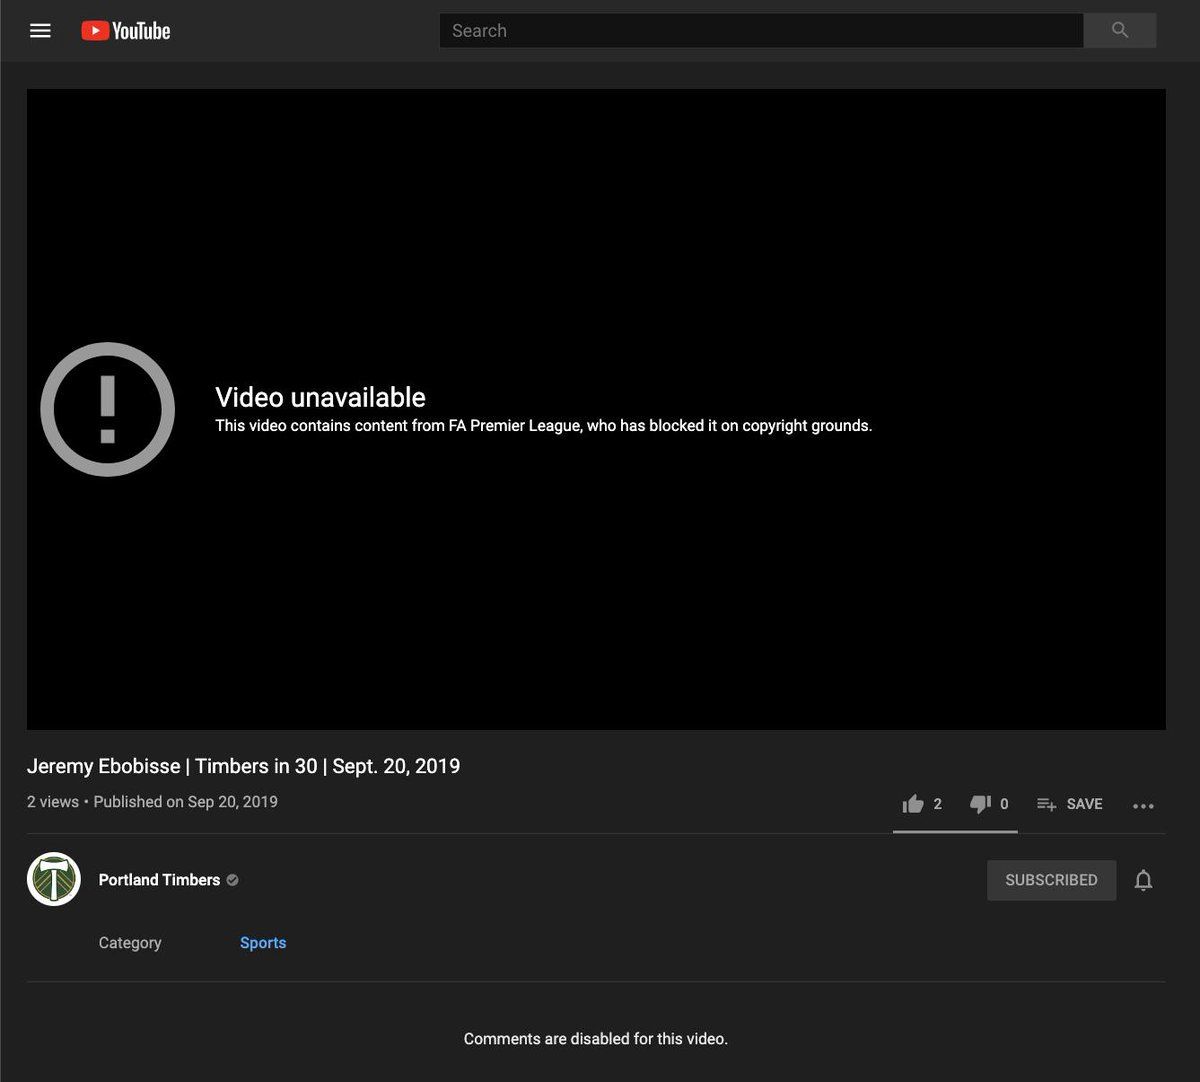 YouTube
Search
Video unavailable
This video contains content from FA Premier League, who has blocked it on copyright grounds.
Jeremy Ebobisse | Timbers in 30 | Sept. 20, 2019
2 views • Published on Sep 20, 2019
2 0 SAVE
Portland Timbers
SUBSCRIBED
Category Sports
Comments are disabled for this video.